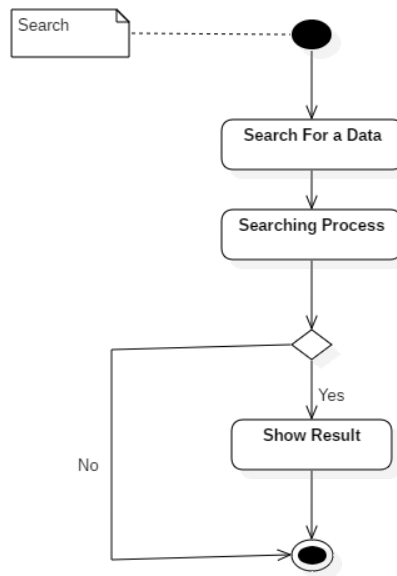 Search
Search For a Data
Searching Process
Yes
Show Result
No